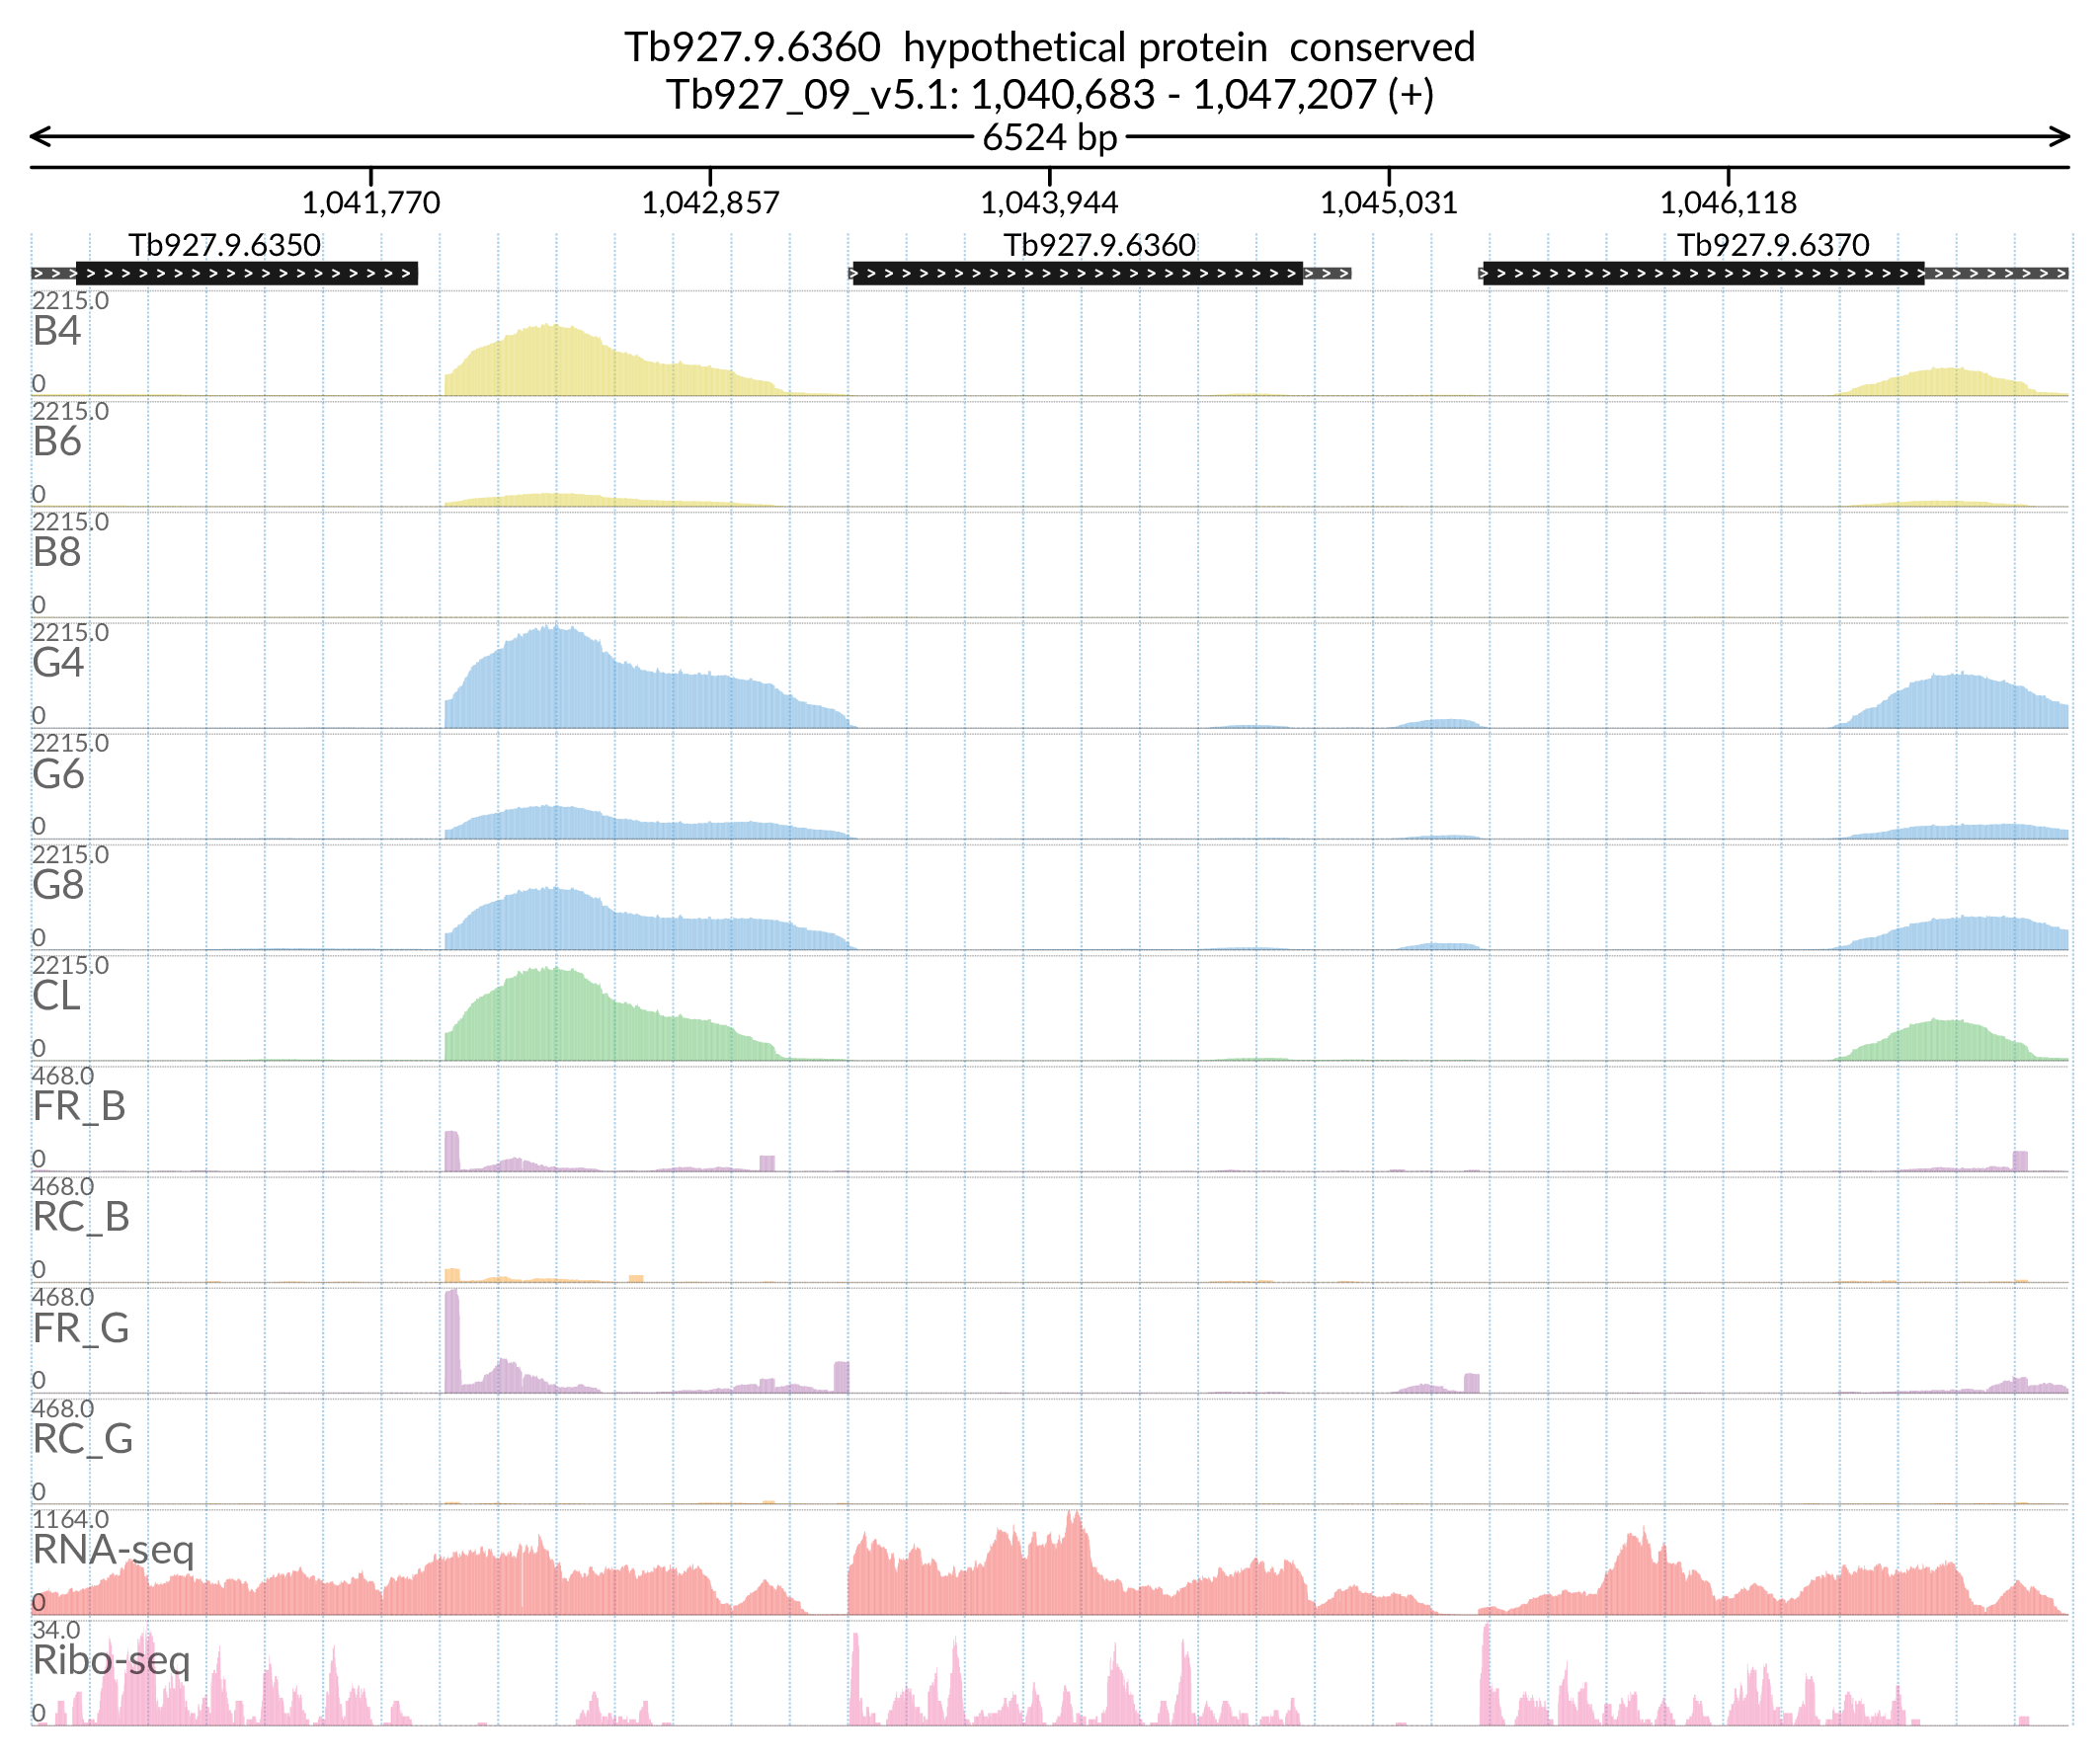 Tb927.9.6360 hypothetical protein conserved
Tb927_09_v5.1: 1,040,683 - 1,047,207 (+)
6524 bp
1,041,770 1,042,857 1,043,944 1,045,031 1,046,118
Tb927.9.6350 Tb927.9.6360 Tb927.9.6370
2215.0
B4
0
2215.0
B6
0
2215.0
B8
0
2215.0
G4
0
2215.0
G6
0
2215.0
G8
0
2215.0
CL
0
468.0
FR_B
0
468.0
RC_B
0
468.0
FR_G
0
468.0
RC_G
0
1164.0
RNA-seq
0
34.0
Ribo-seq
0